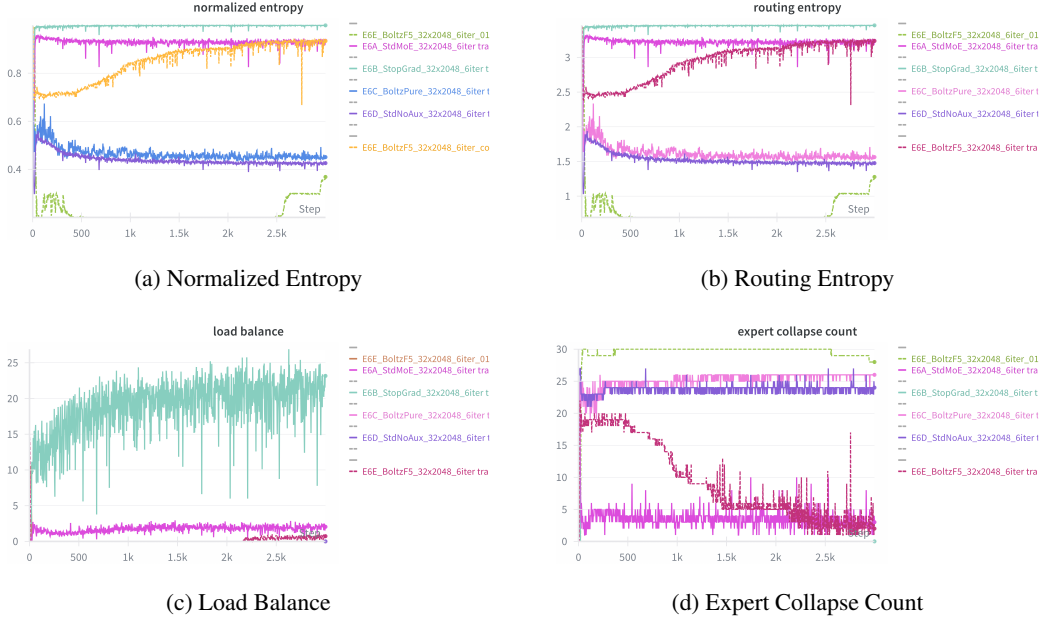 normalized entropy
E6E_BoltzF5_32x2048_6iter_01
E6A_StdMoE_32x2048_6iter tra
E6B_StopGrad_32x2048_6iter t
E6C_BoltzPure_32x2048_6iter t
E6D_StdNoAux_32x2048_6iter t
E6E_BoltzF5_32x2048_6iter_co
0.8
0.6
0.4
Step
0 500 1k 1.5k 2k 2.5k
(a) Normalized Entropy
routing entropy
E6E_BoltzF5_32x2048_6iter_01
E6A_StdMoE_32x2048_6iter tra
E6B_StopGrad_32x2048_6iter t
E6C_BoltzPure_32x2048_6iter t
E6D_StdNoAux_32x2048_6iter t
E6E_BoltzF5_32x2048_6iter tra
3
2.5
2
1.5
1
Step
0 500 1k 1.5k 2k 2.5k
(b) Routing Entropy
load balance
E6E_BoltzF5_32x2048_6iter_01
E6A_StdMoE_32x2048_6iter tra
E6B_StopGrad_32x2048_6iter t
E6C_BoltzPure_32x2048_6iter t
E6D_StdNoAux_32x2048_6iter t
E6E_BoltzF5_32x2048_6iter tra
25
20
15
10
5
0
0 500 1k 1.5k 2k 2.5k
(c) Load Balance
expert collapse count
E6E_BoltzF5_32x2048_6iter_01
E6A_StdMoE_32x2048_6iter tra
E6B_StopGrad_32x2048_6iter t
E6C_BoltzPure_32x2048_6iter t
E6D_StdNoAux_32x2048_6iter t
E6E_BoltzF5_32x2048_6iter tra
30
25
20
15
10
5
0
Step
0 500 1k 1.5k 2k 2.5k
(d) Expert Collapse Count